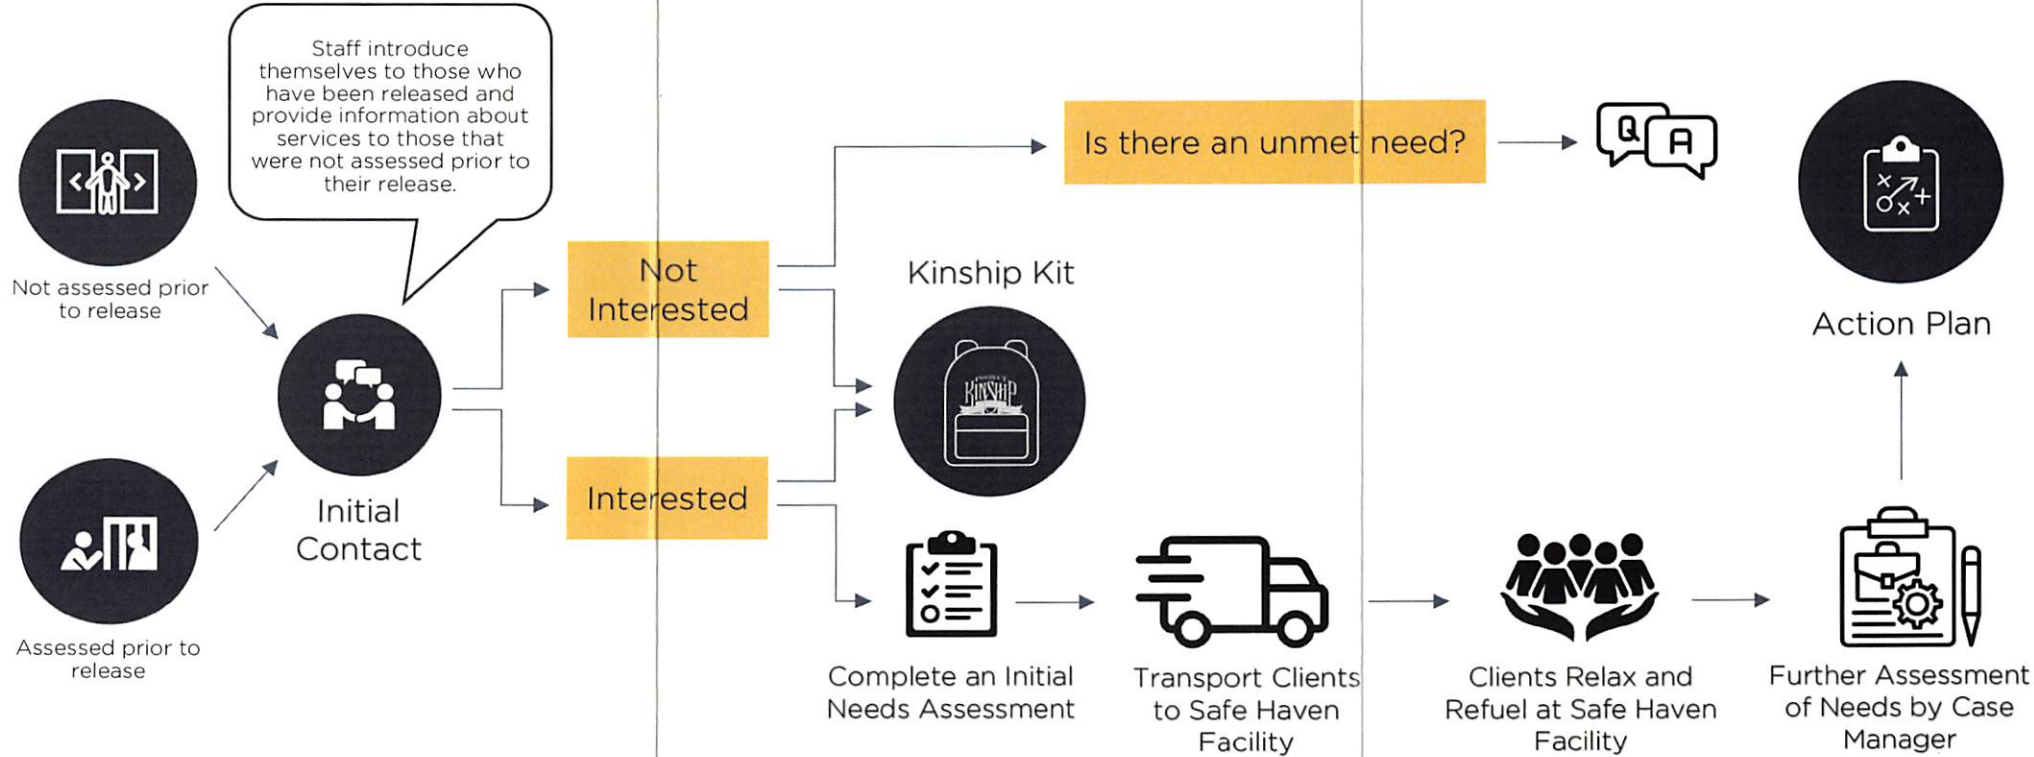 Staff introduce
themselves to those who
have been released and
provide information about
services to those that
were not assessed prior to
their release.
Not assessed prior
to release
Assessed prior to
release
Initial
Contact
Not
Interested
Interested
Is there an unmet need?
Q
A
Kinship Kit
PROJECT
KINSHIP
Complete an Initial
Needs Assessment
Transport Clients
to Safe Haven
Facility
Clients Relax and
Refuel at Safe Haven
Facility
Further Assessment
of Needs by Case
Manager
Action Plan